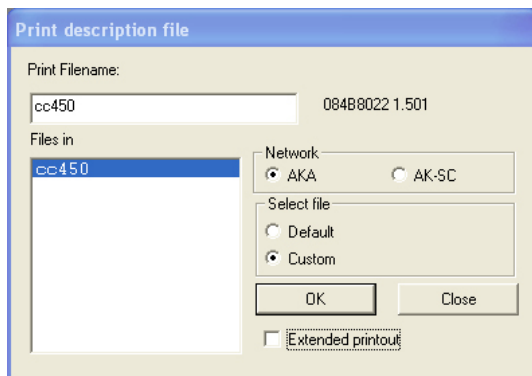 Print description file
Print Filename:
cc450
084B8022 1.501
Files in
cc450
Network
AKA
AK-SC
Select file
Default
Custom
OK
Close
Extended printout